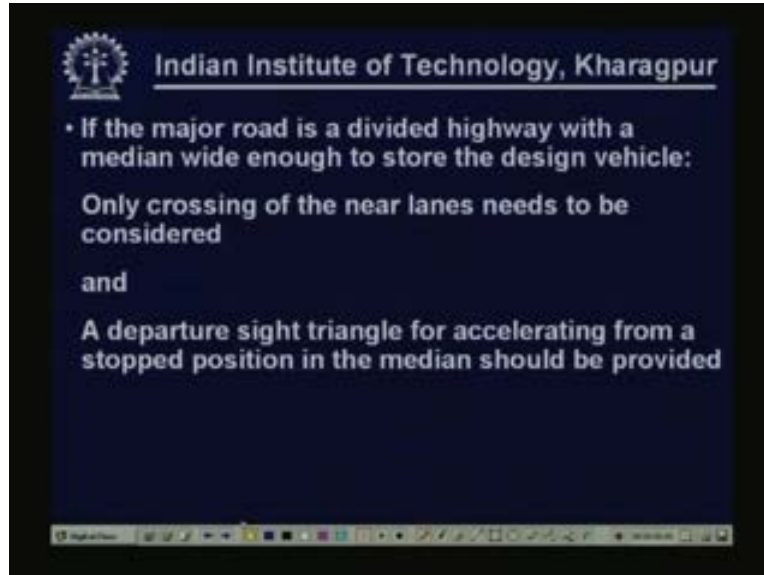 Indian Institute of Technology, Kharagpur
• If the major road is a divided highway with a
median wide enough to store the design vehicle:
Only crossing of the near lanes needs to be
considered
and
A departure sight triangle for accelerating from a
stopped position in the median should be provided